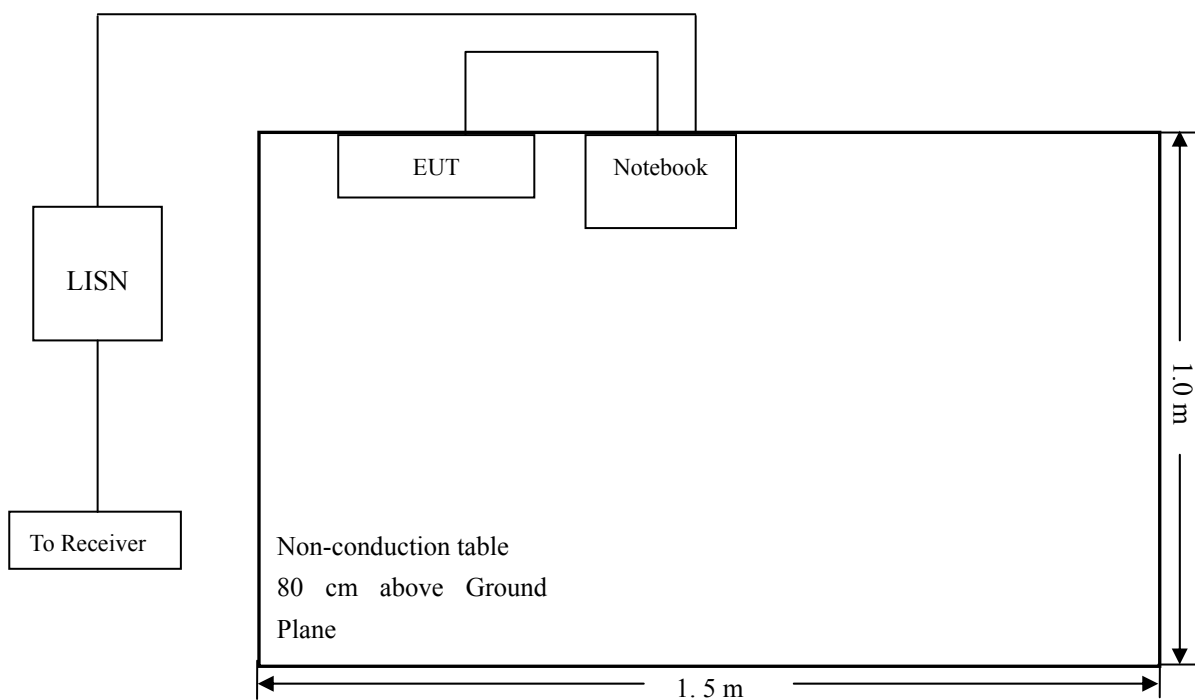 EUT
Notebook
LISN
1.0 m
To Receiver
Non-conduction table
80 cm above Ground
Plane
1. 5 m